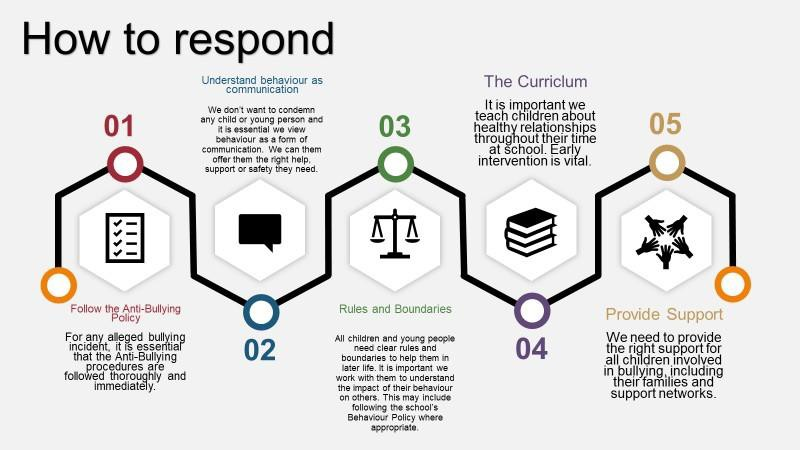 How to respond
01
Follow the Anti-Bullying
Policy
For any alleged bullying
incident, it is essential
that the Anti-Bullying
procedures are
followed thoroughly and
immediately.
Understand behaviour as
communication
We don't want to condemn
any child or young person and
it is essential we view
behaviour as a form of
communication. We can them
offer them the right help,
support or safety they need.
02
03
Rules and Boundaries
All children and young people
need clear rules and
boundaries to help them in
later life. It is important we
work with them to understand
the impact of their behaviour
on others. This may include
following the school's
Behaviour Policy where
appropriate.
The Curriclum
It is important we
teach children about
healthy relationships
throughout their time
at school. Early
intervention is vital.
04
05
Provide Support
We need to provide
the right support for
all children involved
in bullying, including
their families and
support networks.